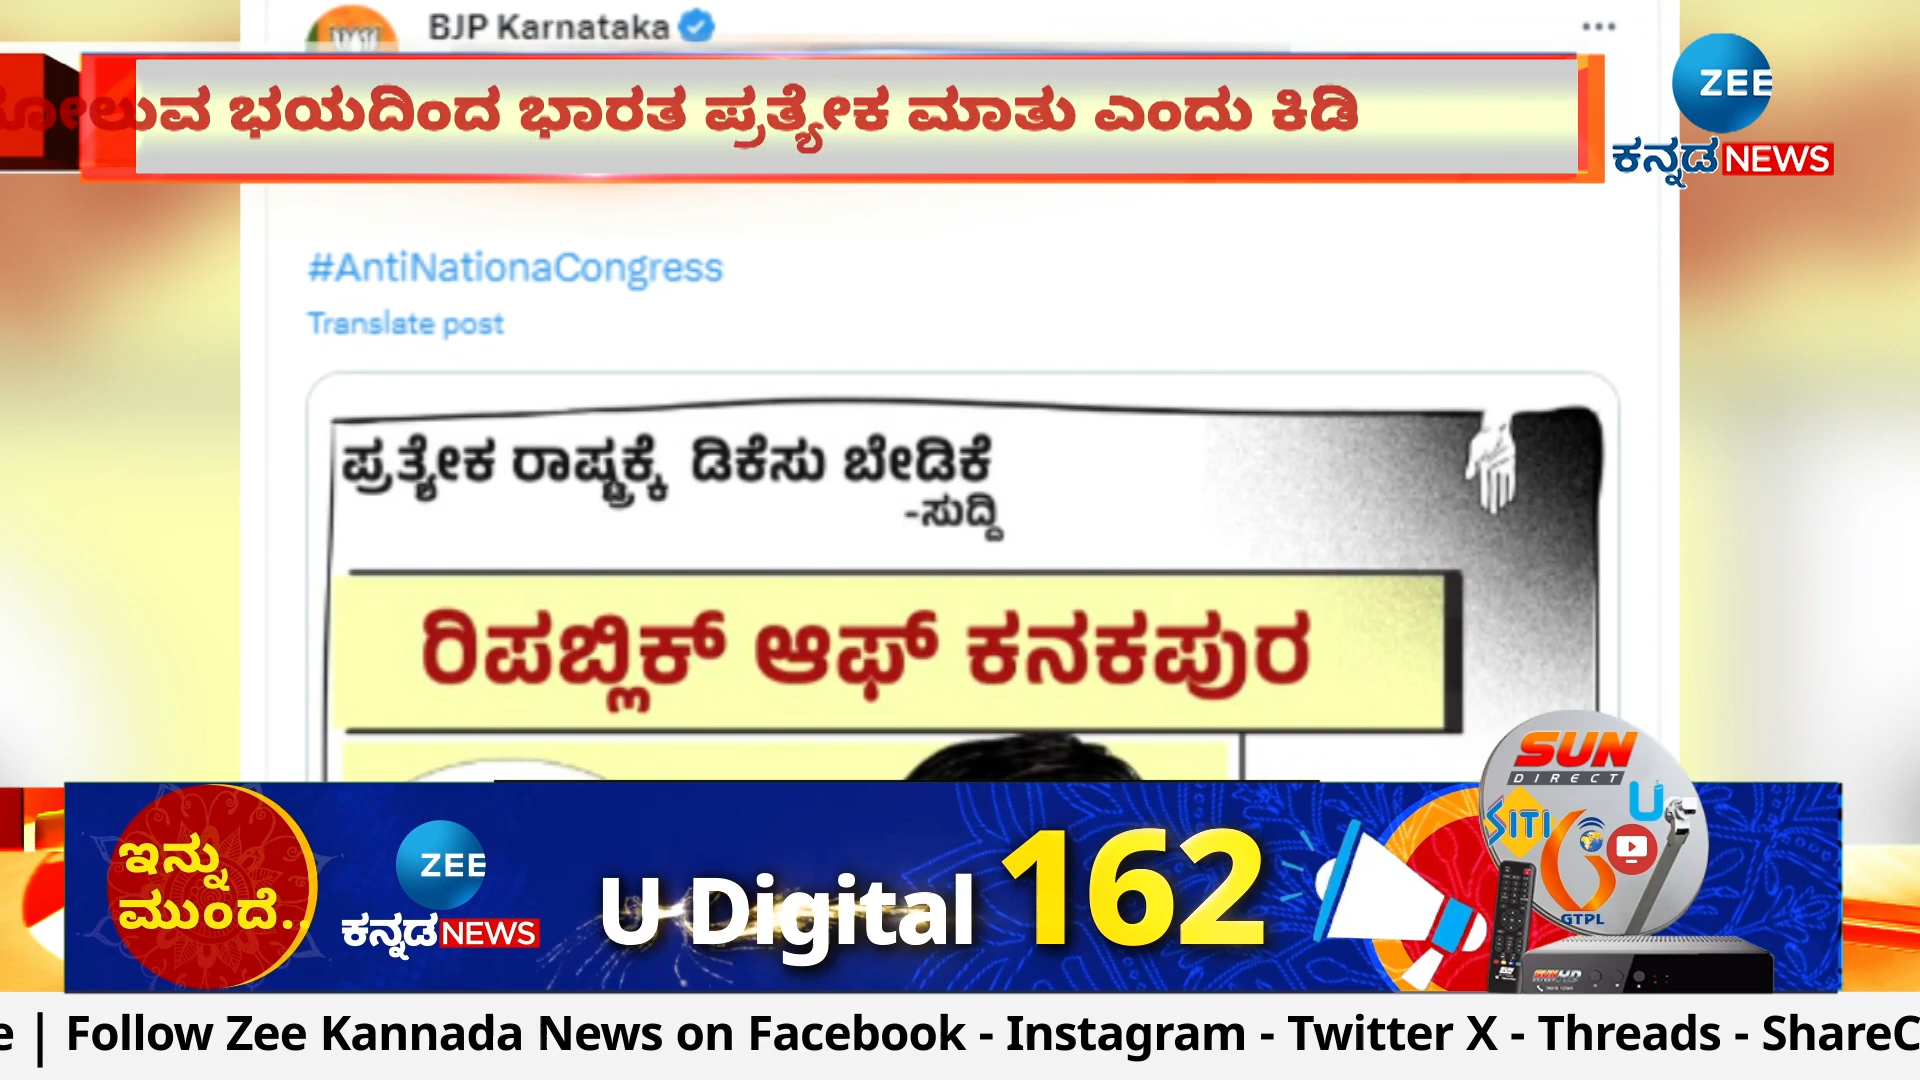 BJP Karnataka
ಸೋಲುವ ಭಯದಿಂದ ಭಾರತ ಪ್ರತ್ಯೇಕ ಮಾತು ಎಂದು ಕಿಡಿ
ZEE
ಕನ್ನಡ NEWS
#AntiNationaCongress
Translate post
ಪ್ರತ್ಯೇಕ ರಾಷ್ಟ್ರಕ್ಕೆ ಡಿಕೆಸು ಬೇಡಿಕೆ
-ಸುದ್ದಿ
ರಿಪಬ್ಲಿಕ್ ಆಫ್ ಕನಕಪುರ
ಇನ್ನು
ಮುಂದೆ..
ZEE
ಕನ್ನಡ NEWS
U Digital 162
SUN
DIRECT
SITI
U
GTPL
e | Follow Zee Kannada News on Facebook - Instagram - Twitter X - Threads - ShareC